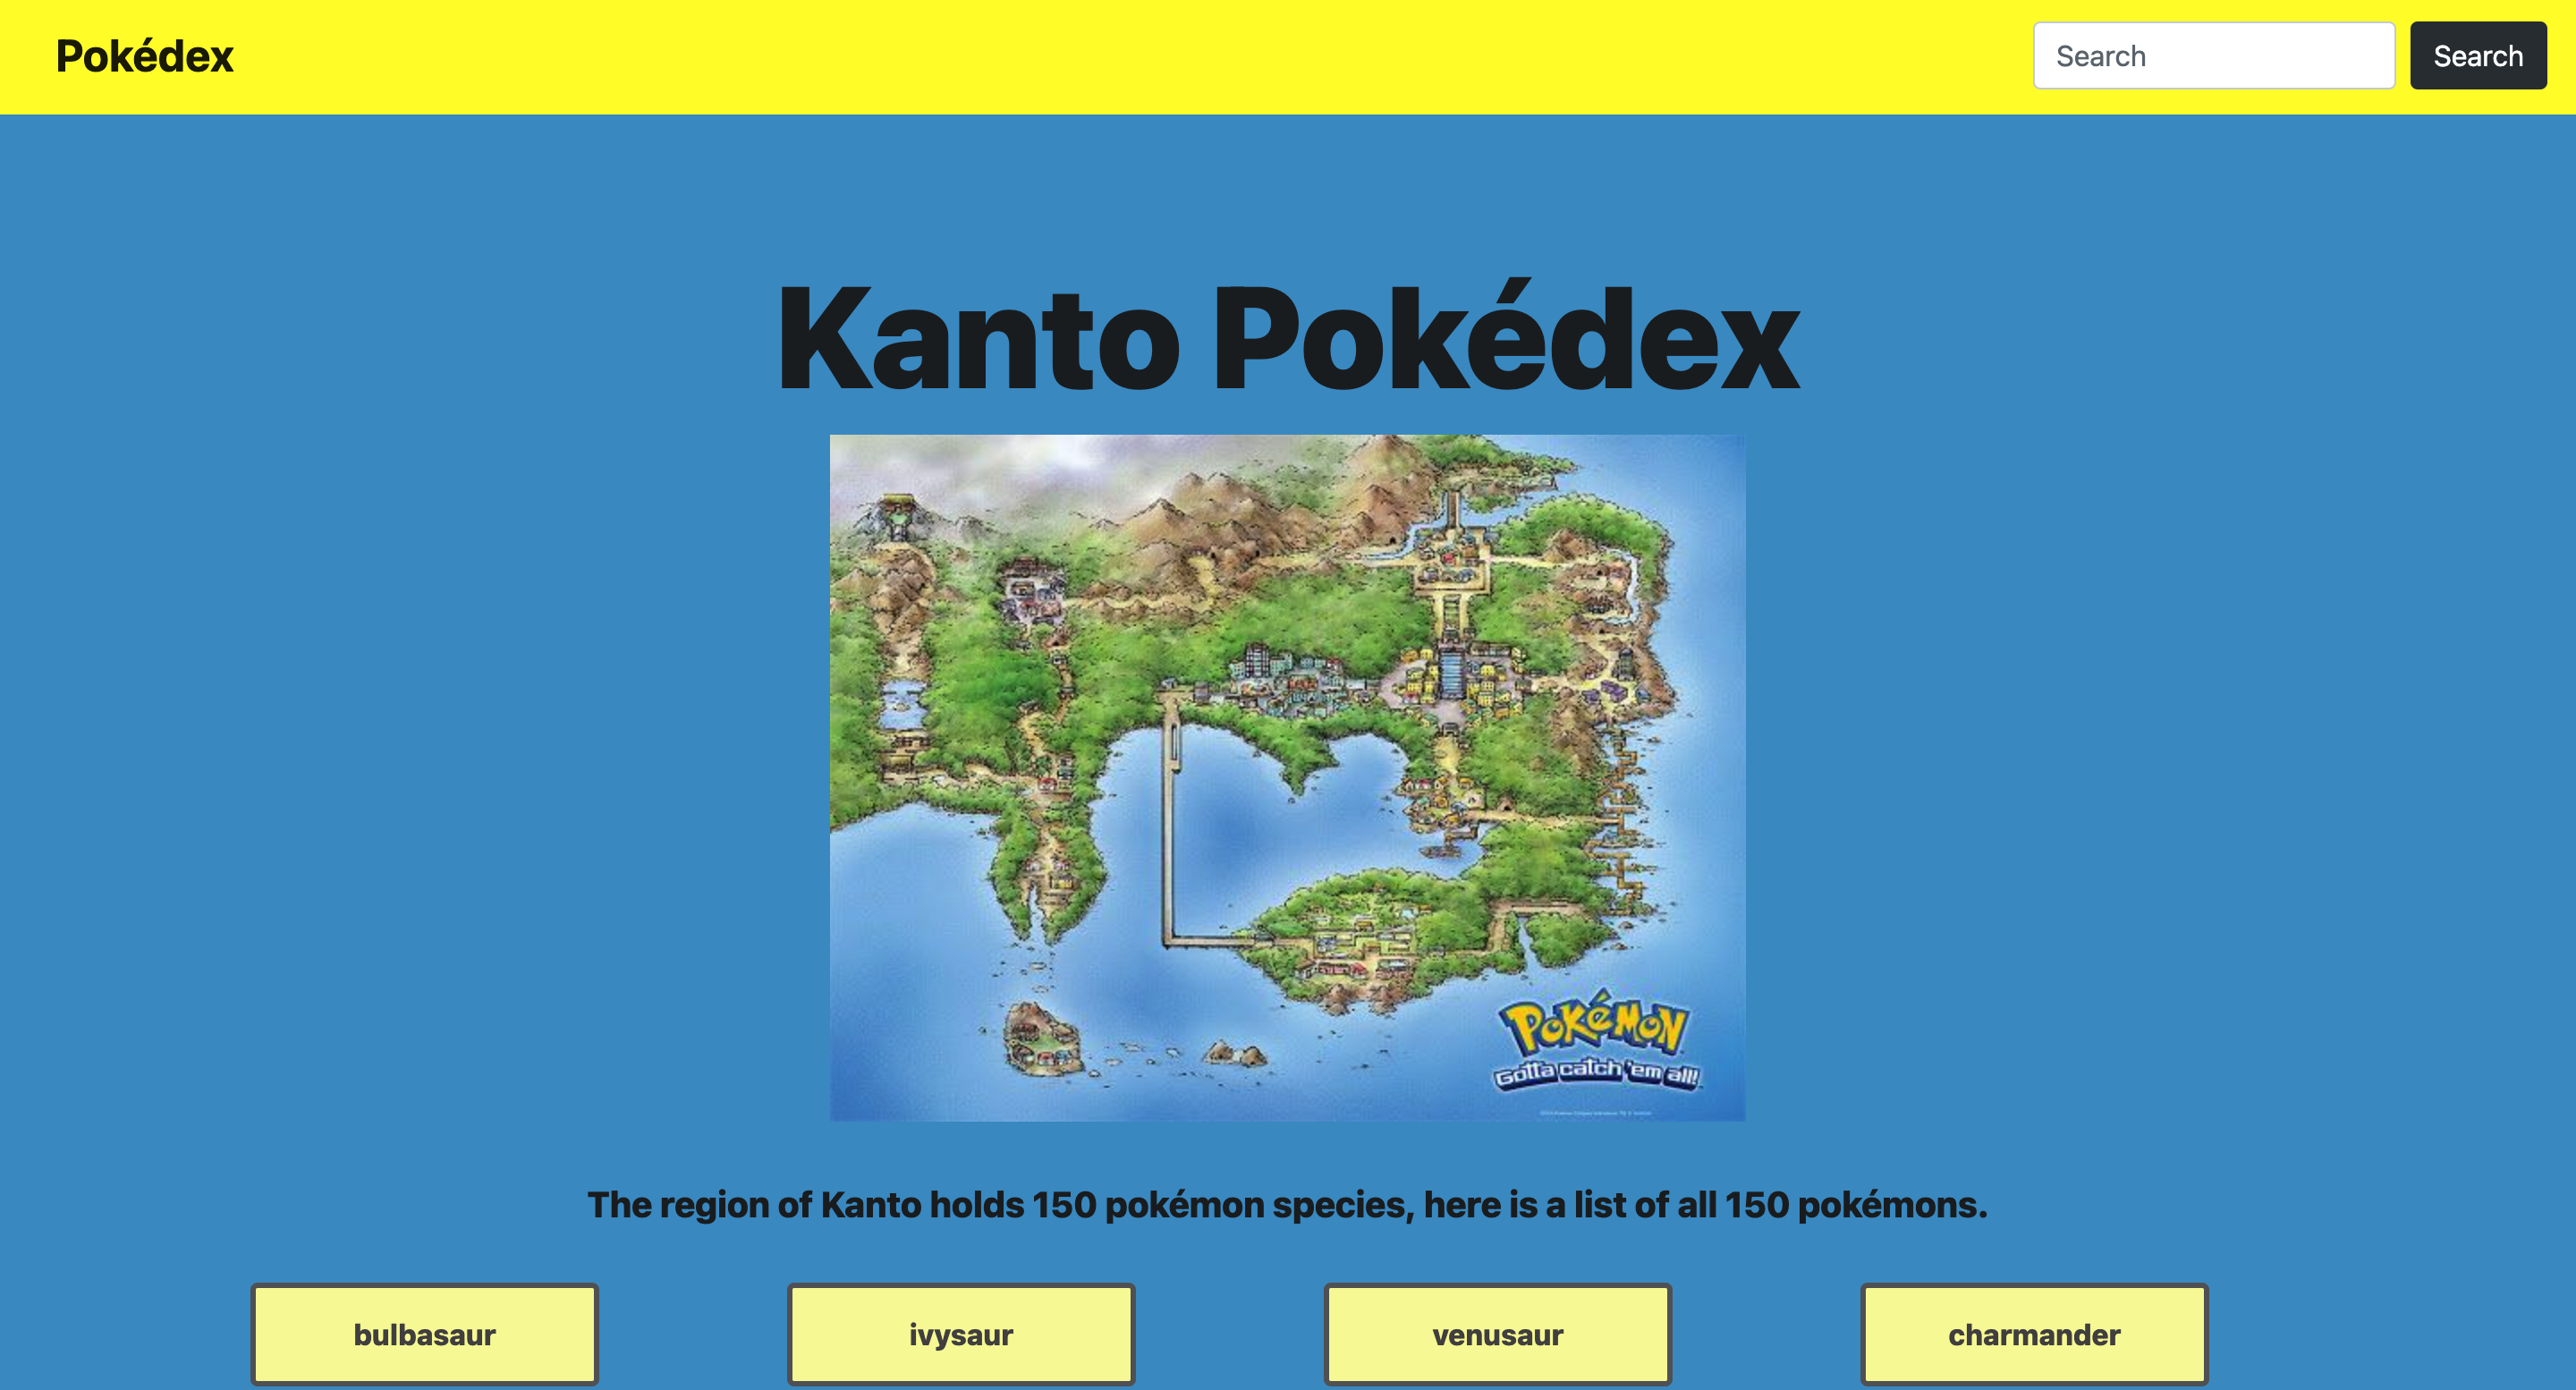 Pokédex
Search
Search
Kanto Pokédex
POKéMON
Gotta catch 'em all!
The region of Kanto holds 150 pokémon species, here is a list of all 150 pokémons.
bulbasaur
ivysaur
venusaur
charmander